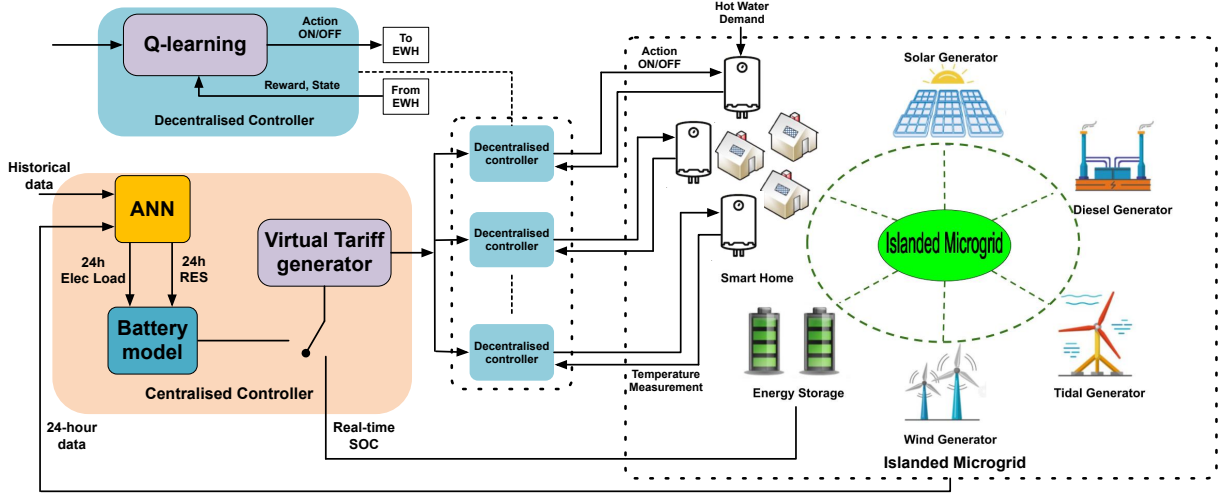 Q-learning
Action
ON/OFF
To
EWH
Reward, State
From
EWH
Decentralised Controller
Hot Water
Demand
Action
ON/OFF
Solar Generator
Historical
data
ANN
24h
Elec Load
24h
RES
Battery
model
Virtual Tariff
generator
Centralised Controller
24-hour
data
Real-time
SOC
Decentralised
controller
Decentralised
controller
Decentralised
controller
Temperature
Measurement
Smart Home
Energy Storage
Diesel Generator
Islanded Microgrid
Tidal Generator
Wind Generator
Islanded Microgrid